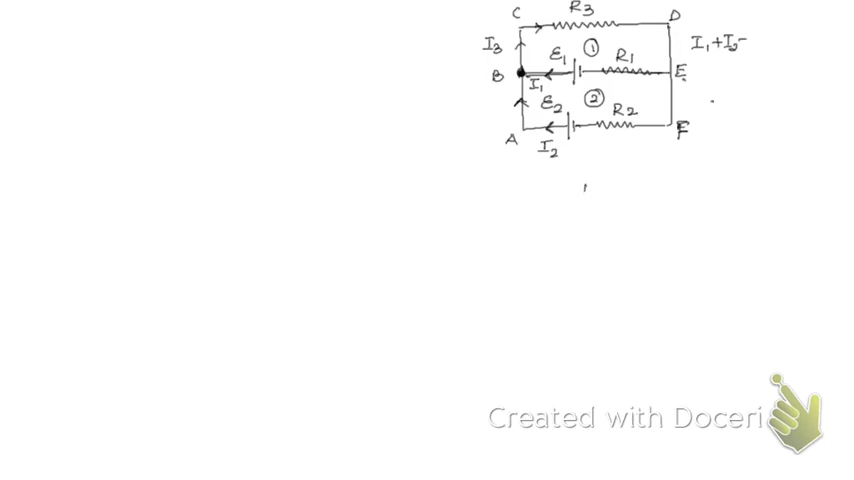 C R3 D
I3 ① I1+I2
B ε1 R1 E
I1
ε2 ② R2
A F
I2
Created with Doceri